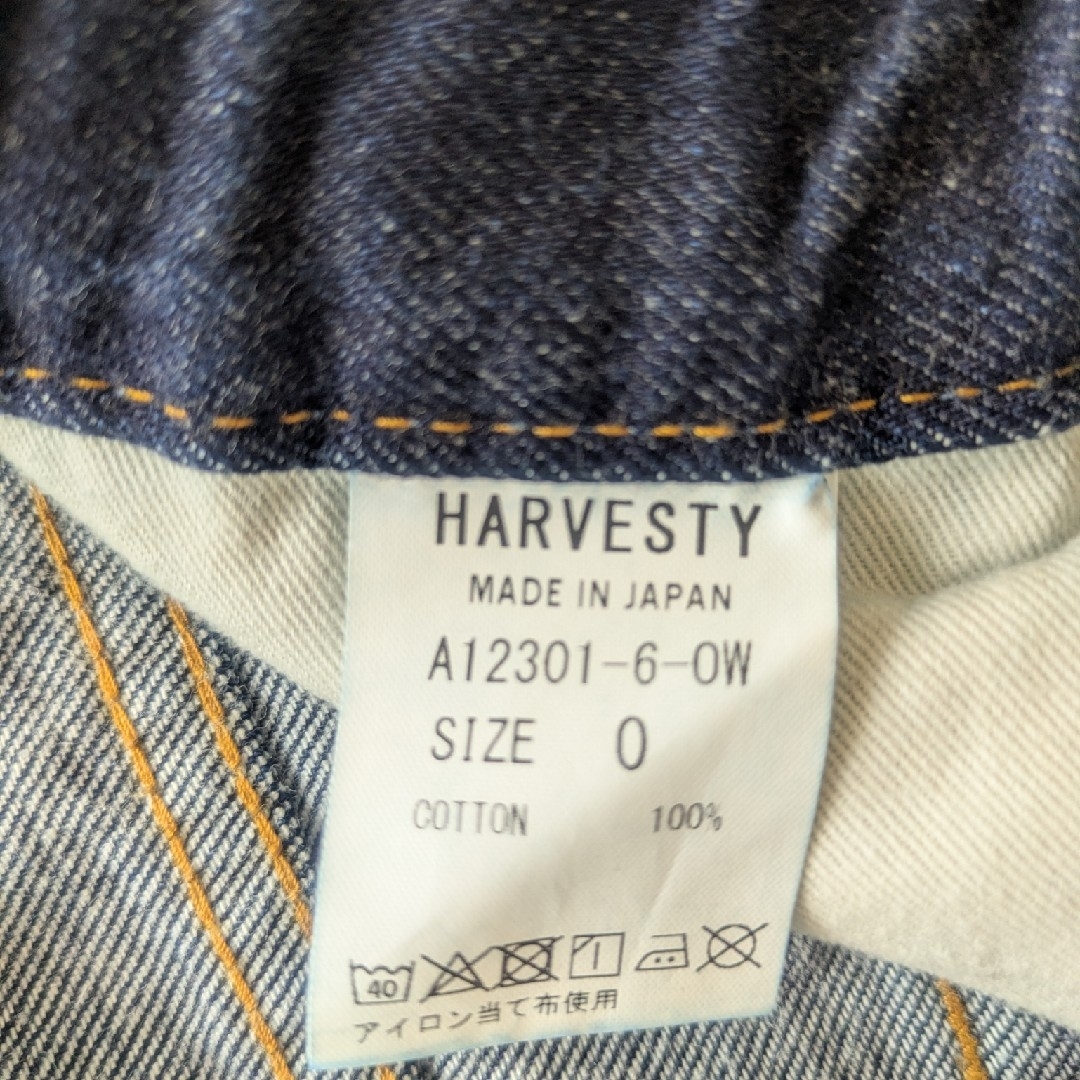 HARVESTY
MADE IN JAPAN
A12301-6-OW
SIZE 0
COTTON 100%
40
アイロン当て布使用